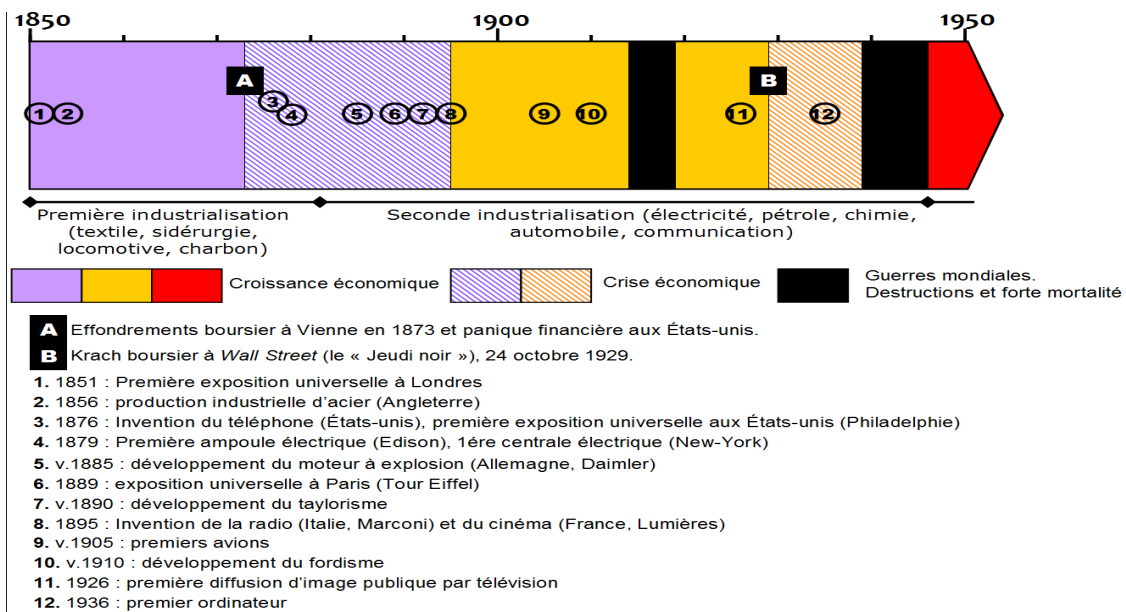 1850 1900 1950
A B
1 2 3 4 5 6 7 8 9 10 11 12
Première industrialisation
(textile, sidérurgie,
locomotive, charbon)
Seconde industrialisation (électricité, pétrole, chimie,
automobile, communication)
Croissance économique
Crise économique
Guerres mondiales.
Destructions et forte mortalité
A Effondrements boursier à Vienne en 1873 et panique financière aux États-unis.
B Krach boursier à Wall Street (le « Jeudi noir »), 24 octobre 1929.
1. 1851 : Première exposition universelle à Londres
2. 1856 : production industrielle d'acier (Angleterre)
3. 1876 : Invention du téléphone (États-unis), première exposition universelle aux États-unis (Philadelphie)
4. 1879 : Première ampoule électrique (Edison), 1ére centrale électrique (New-York)
5. v.1885 : développement du moteur à explosion (Allemagne, Daimler)
6. 1889 : exposition universelle à Paris (Tour Eiffel)
7. v.1890 : développement du taylorisme
8. 1895 : Invention de la radio (Italie, Marconi) et du cinéma (France, Lumières)
9. v.1905 : premiers avions
10. v.1910 : développement du fordisme
11. 1926 : première diffusion d'image publique par télévision
12. 1936 : premier ordinateur